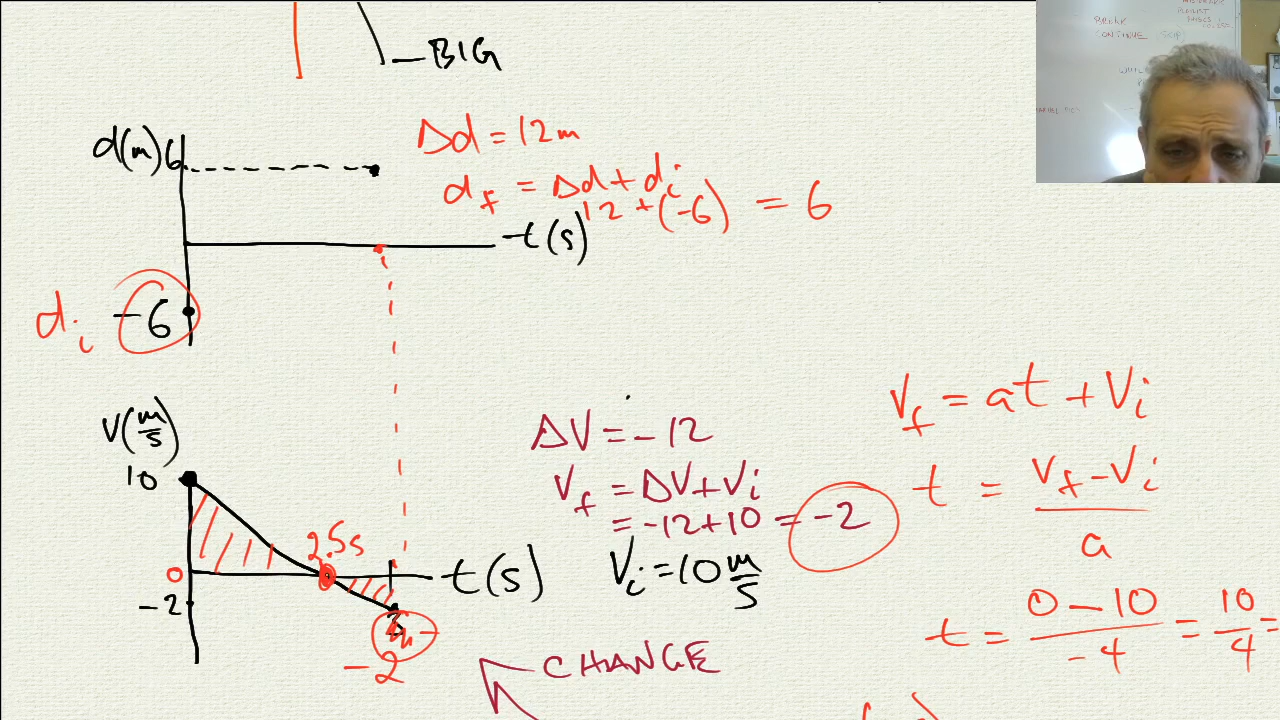 BIG
d(m) 6
Δd = 12m
d_f = Δd + d_i
12 + (-6) = 6
t(s)
d_i -6
V(m/s)
10
2.5s
0
-2
t(s)
3
-2
ΔV = -12
V_f = ΔV + V_i
= -12 + 10 = -2
V_i = 10 m/s
CHANGE
V_f = at + V_i
t = V_f - V_i / a
t = 0 - 10 / -4 = 10 / 4 =